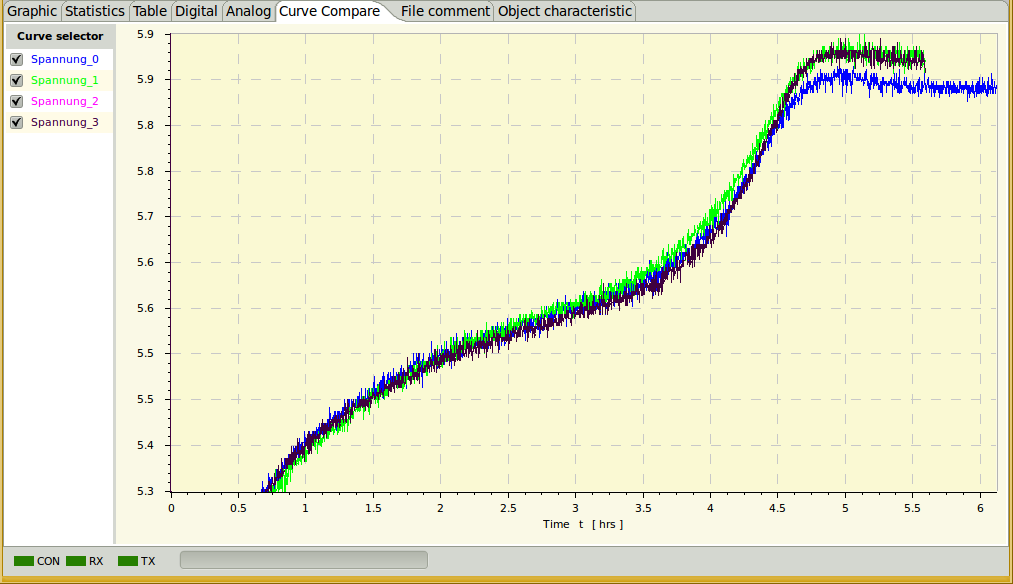 Graphic Statistics Table Digital Analog Curve Compare File comment Object characteristic
Curve selector
Spannung_0
Spannung_1
Spannung_2
Spannung_3
5.9
5.9
5.8
5.8
5.7
5.6
5.6
5.5
5.5
5.4
5.3
0 0.5 1 1.5 2 2.5 3 3.5 4 4.5 5 5.5 6
Time t [ hrs ]
CON RX TX